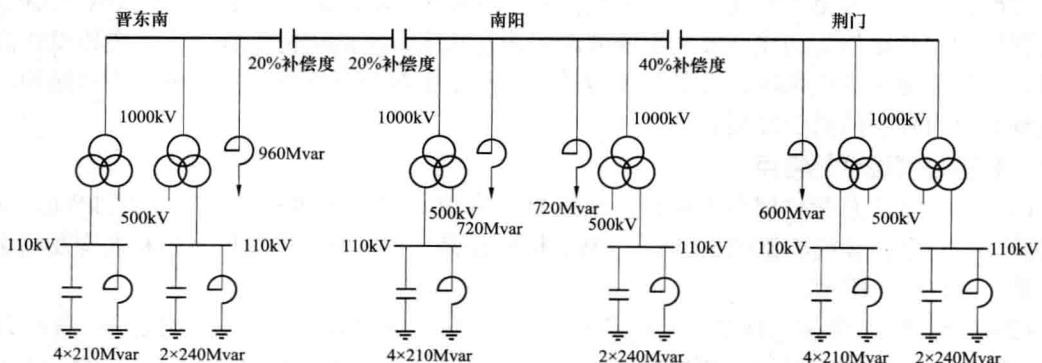 晋东南
南阳
荆门
20%补偿度
20%补偿度
40%补偿度
1000kV
1000kV
1000kV
1000kV
960Mvar
500kV
500kV
720Mvar
720Mvar
500kV
600Mvar
500kV
110kV
110kV
110kV
110kV
110kV
110kV
4×210Mvar
2×240Mvar
4×210Mvar
2×240Mvar
4×210Mvar
2×240Mvar